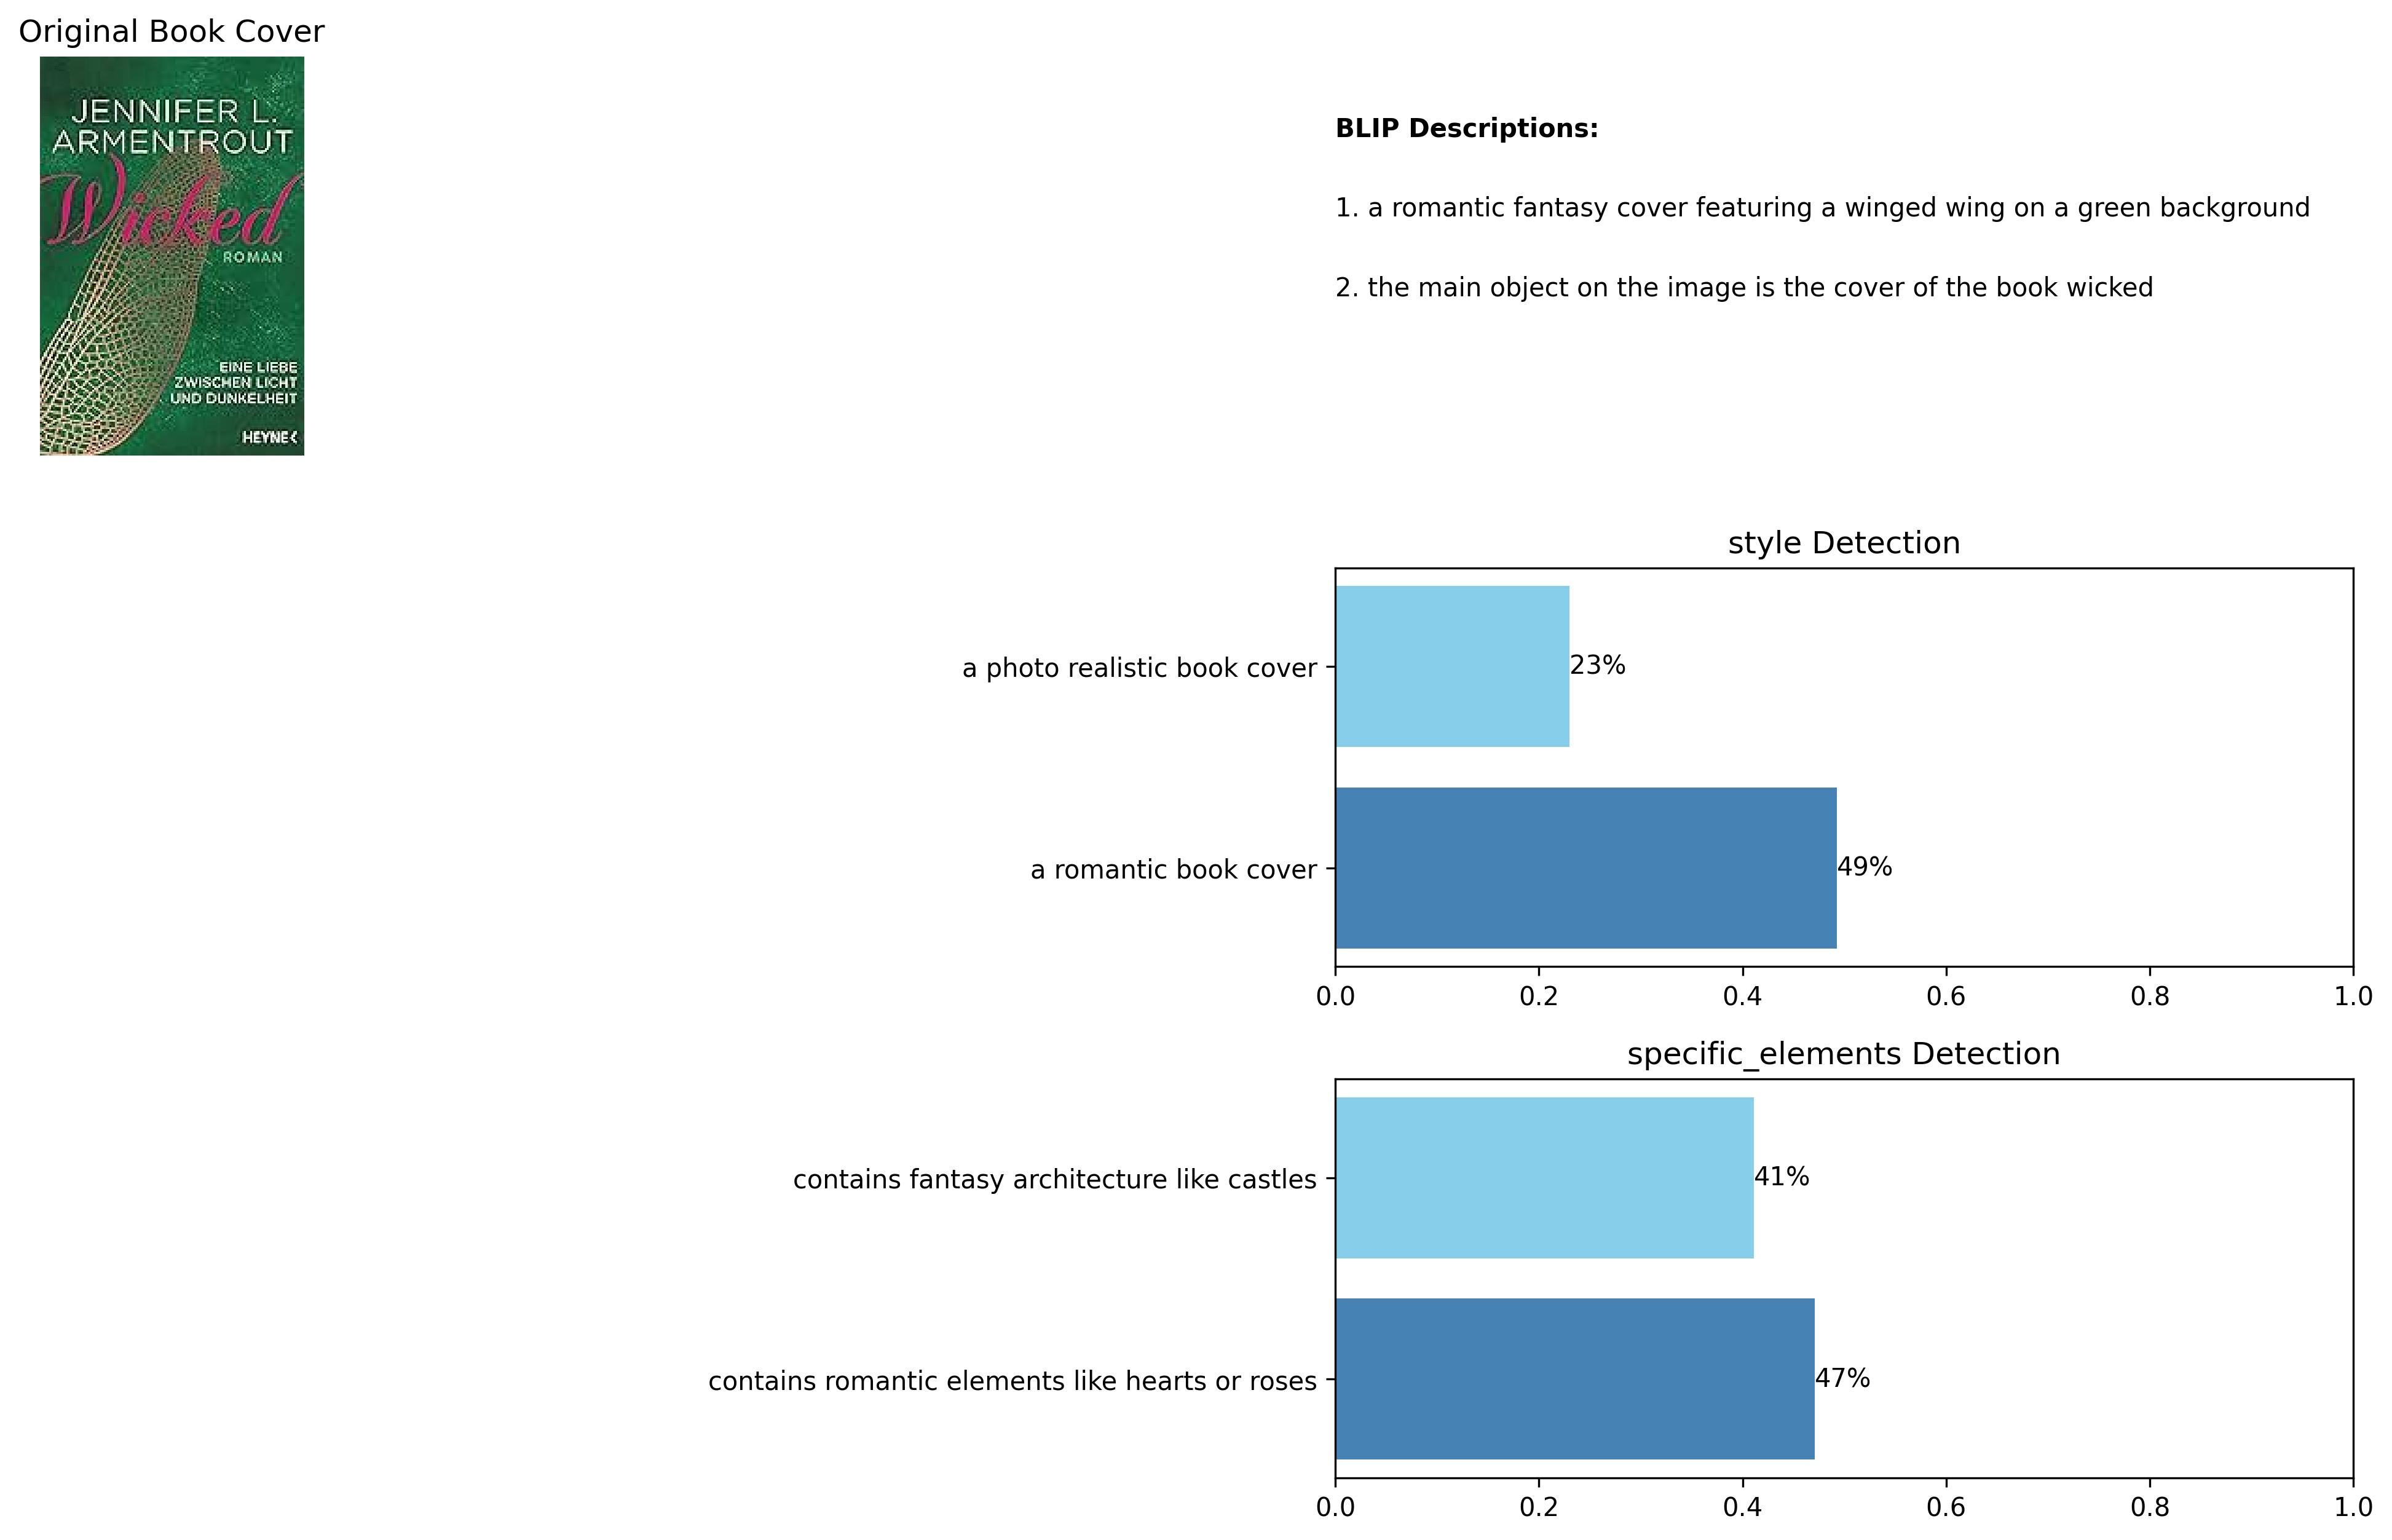 Original Book Cover
JENNIFER L.
ARMENTROUT
Wicked
ROMAN
EINE LIEBE
ZWISCHEN LICHT
UND DUNKELHEIT
HEYNE
BLIP Descriptions:
1. a romantic fantasy cover featuring a winged wing on a green background
2. the main object on the image is the cover of the book wicked
style Detection
a photo realistic book cover
23%
a romantic book cover
49%
0.0 0.2 0.4 0.6 0.8 1.0
specific_elements Detection
contains fantasy architecture like castles
41%
contains romantic elements like hearts or roses
47%
0.0 0.2 0.4 0.6 0.8 1.0